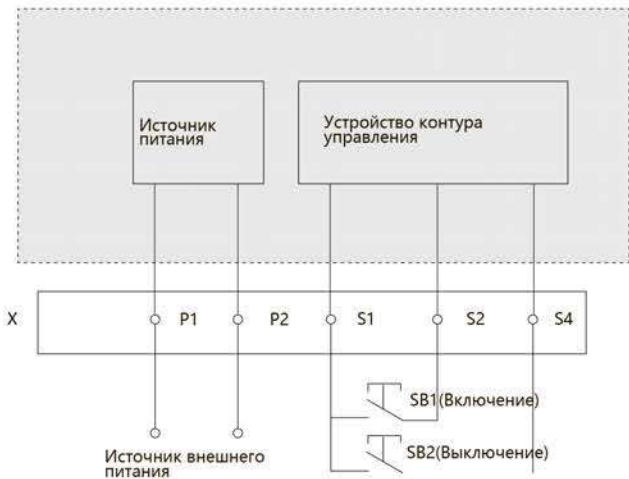 Источник
питания
Устройство контура
управления
X
P1
P2
S1
S2
S4
SB1(Включение)
SB2(Выключение)
Источник внешнего
питания